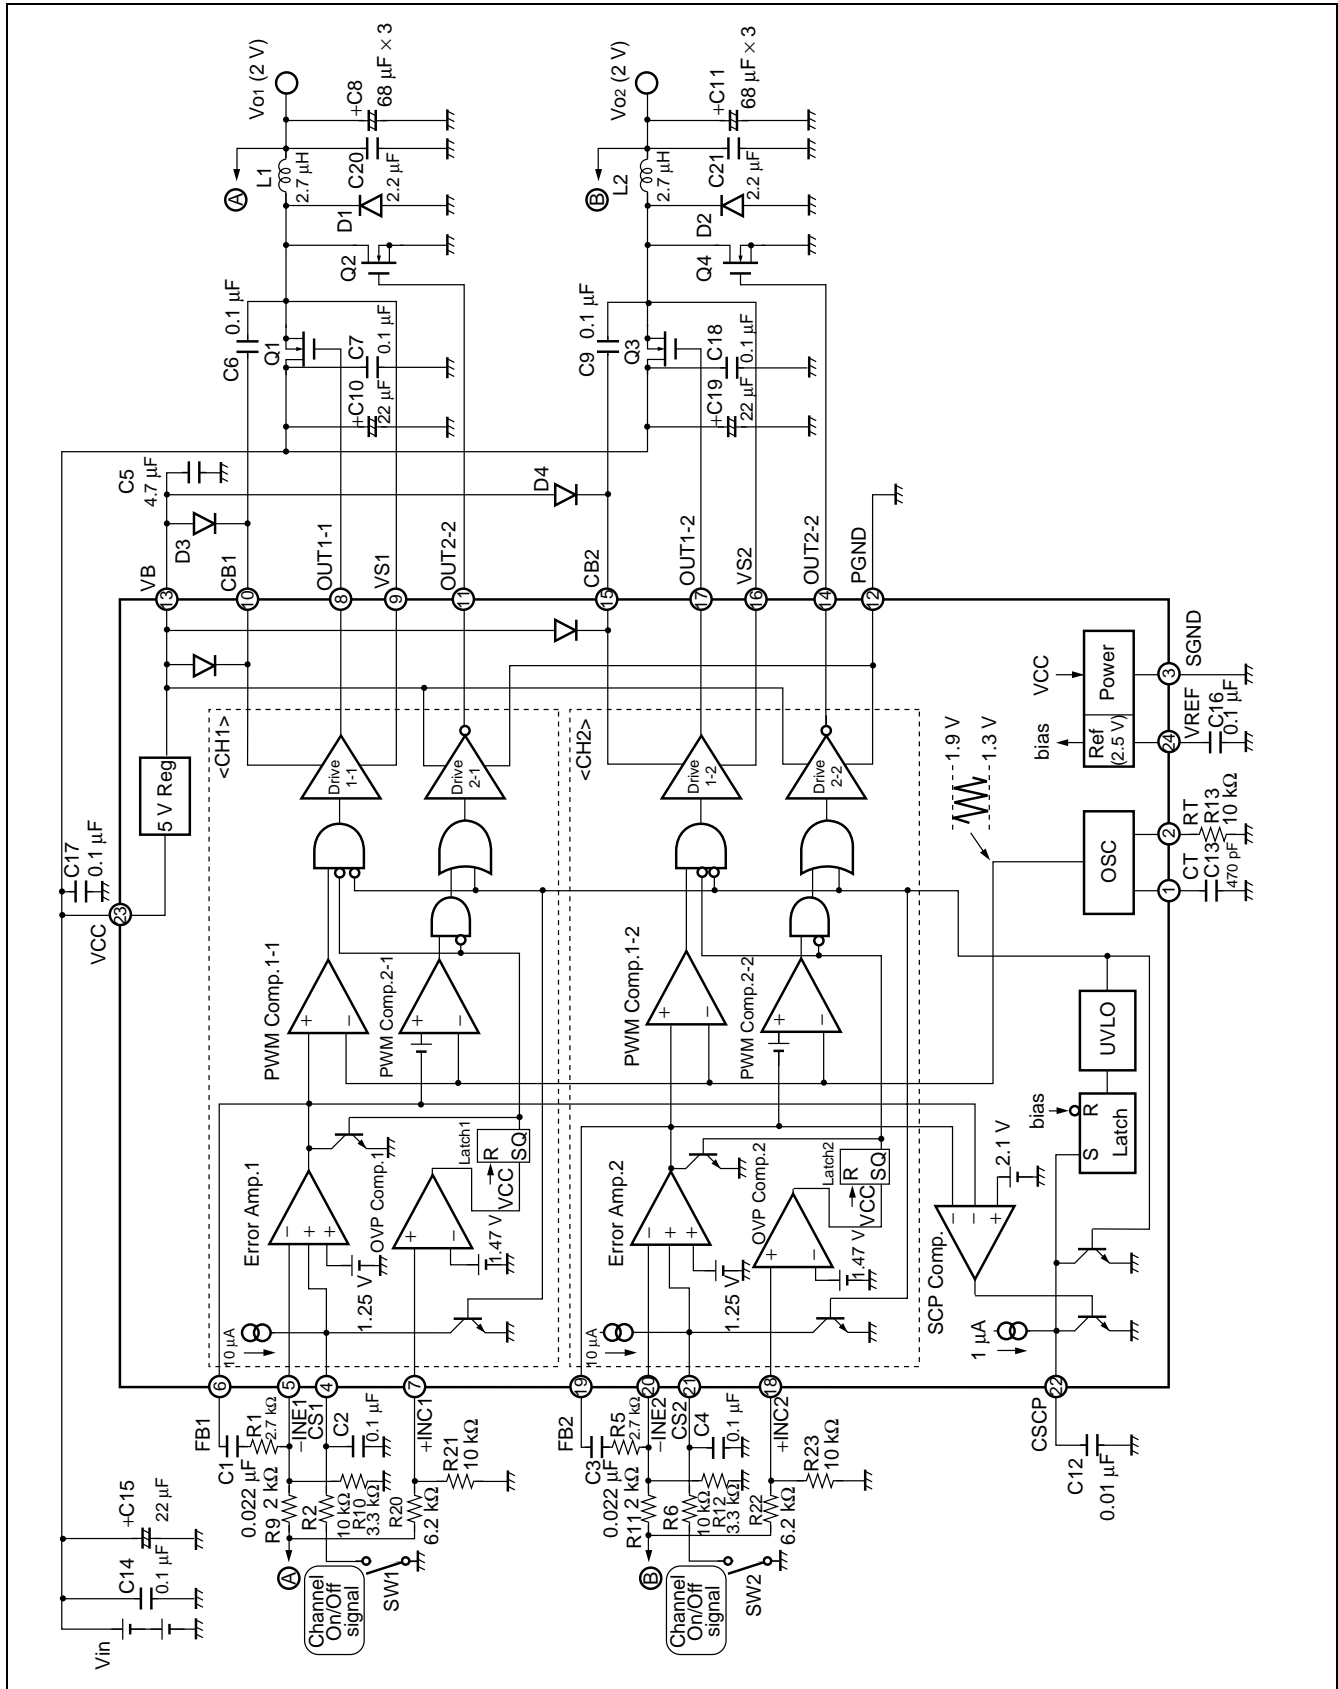 Vin
C14
0.1 µF
+C15
22 µF
VCC
23
C17
0.1 µF
5 V Reg
C5
4.7 µF
A
R9 2 kΩ
C1
0.022 µF
R1
2.7 kΩ
FB1
6
–INE1
5
CS1
4
+INC1
7
R2
10 kΩ
R10
3.3 kΩ
C2
0.1 µF
R20
6.2 kΩ
R21
10 kΩ
Channel
On/Off
signal
SW1
<CH1>
10 µA
Error Amp.1
–
+
+
1.25 V
OVP Comp.1
+
–
1.47 V
Latch1
R
SQ
VCC
PWM Comp.1-1
+
–
PWM Comp.2-1
+
–
Drive
1-1
Drive
2-1
VB
13
D3
CB1
10
OUT1-1
8
VS1
9
OUT2-2
11
C6
0.1 µF
Q1
+C10
22 µF
C7
0.1 µF
Q2
D1
L1
2.7 µH
C20
2.2 µF
A
+C8
68 µF × 3
Vo1 (2 V)
B
R11 2 kΩ
C3
0.022 µF
R5
2.7 kΩ
FB2
19
–INE2
20
CS2
21
+INC2
18
R6
10 kΩ
R12
3.3 kΩ
C4
0.1 µF
R22
6.2 kΩ
R23
10 kΩ
Channel
On/Off
signal
SW2
<CH2>
10 µA
Error Amp.2
–
+
+
1.25 V
OVP Comp.2
+
–
1.47 V
Latch2
R
SQ
VCC
PWM Comp.1-2
+
–
PWM Comp.2-2
+
–
Drive
1-2
Drive
2-2
D4
CB2
15
OUT1-2
17
VS2
16
OUT2-2
14
PGND
12
C9
0.1 µF
Q3
+C19
22 µF
C18
0.1 µF
Q4
D2
L2
2.7 µH
C21
2.2 µF
B
+C11
68 µF × 3
Vo2 (2 V)
SCP Comp.
–
–
+
2.1 V
1 µA
CSCP
22
C12
0.01 µF
bias
S
R
Latch
UVLO
1.9 V
1.3 V
OSC
1
CT
C13
470 pF
2
RT
R13
10 kΩ
bias
VCC
Ref
(2.5 V)
Power
24
VREF
C16
0.1 µF
3
SGND